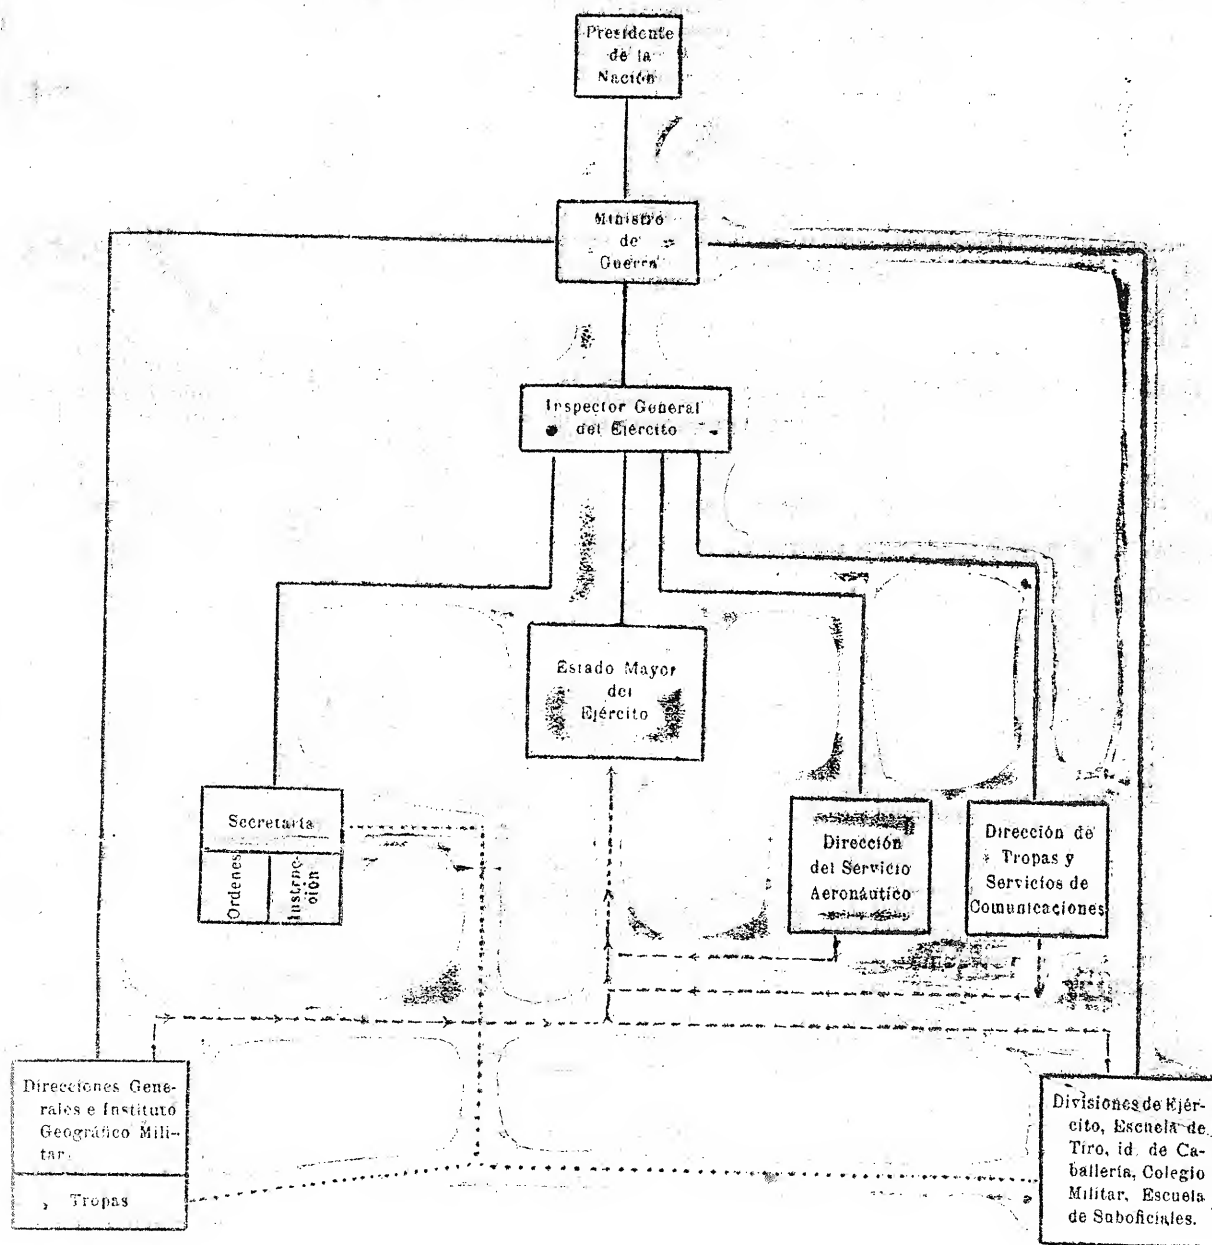 Presidente
de la
Nación
Ministro
de
Guerra
Inspector General
del Ejército
Estado Mayor
del
Ejército
Secretaría
Ordenes
Instruc-
ción
Dirección
del Servicio
Aeronáutico
Dirección de
Tropas y
Servicios de
Comunicaciones
Direcciones Gene-
rales e Instituto
Geográfico Mili-
tar.
Tropas
Divisiones de Ejér-
cito, Escuela de
Tiro, id. de Ca-
ballería, Colegio
Militar, Escuela
de Suboficiales.